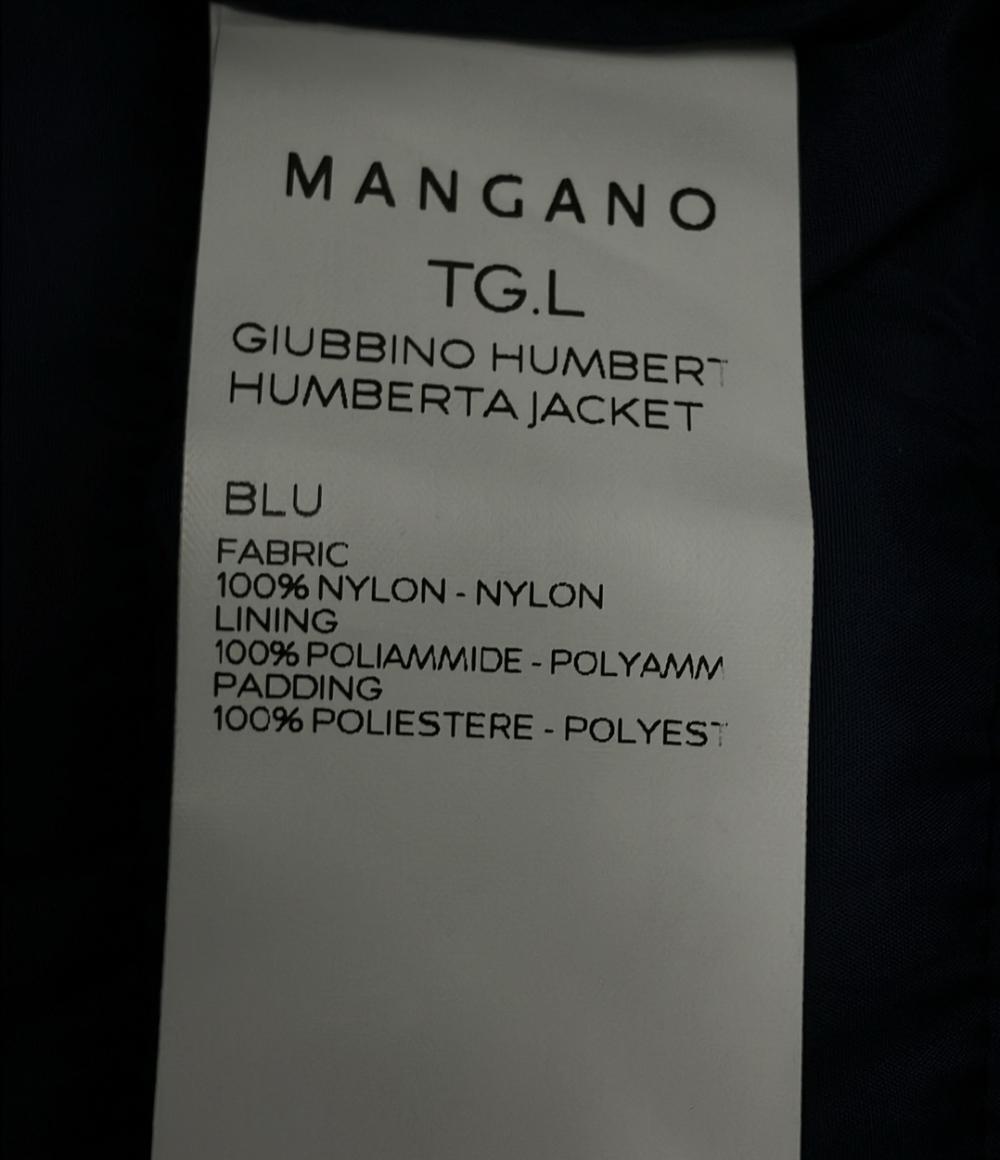 MANGANO
TG.L
GIUBBINO HUMBERT
HUMBERTA JACKET
BLU
FABRIC
100% NYLON - NYLON
LINING
100% POLIAMMIDE - POLYAMM
PADDING
100% POLIESTERE - POLYEST